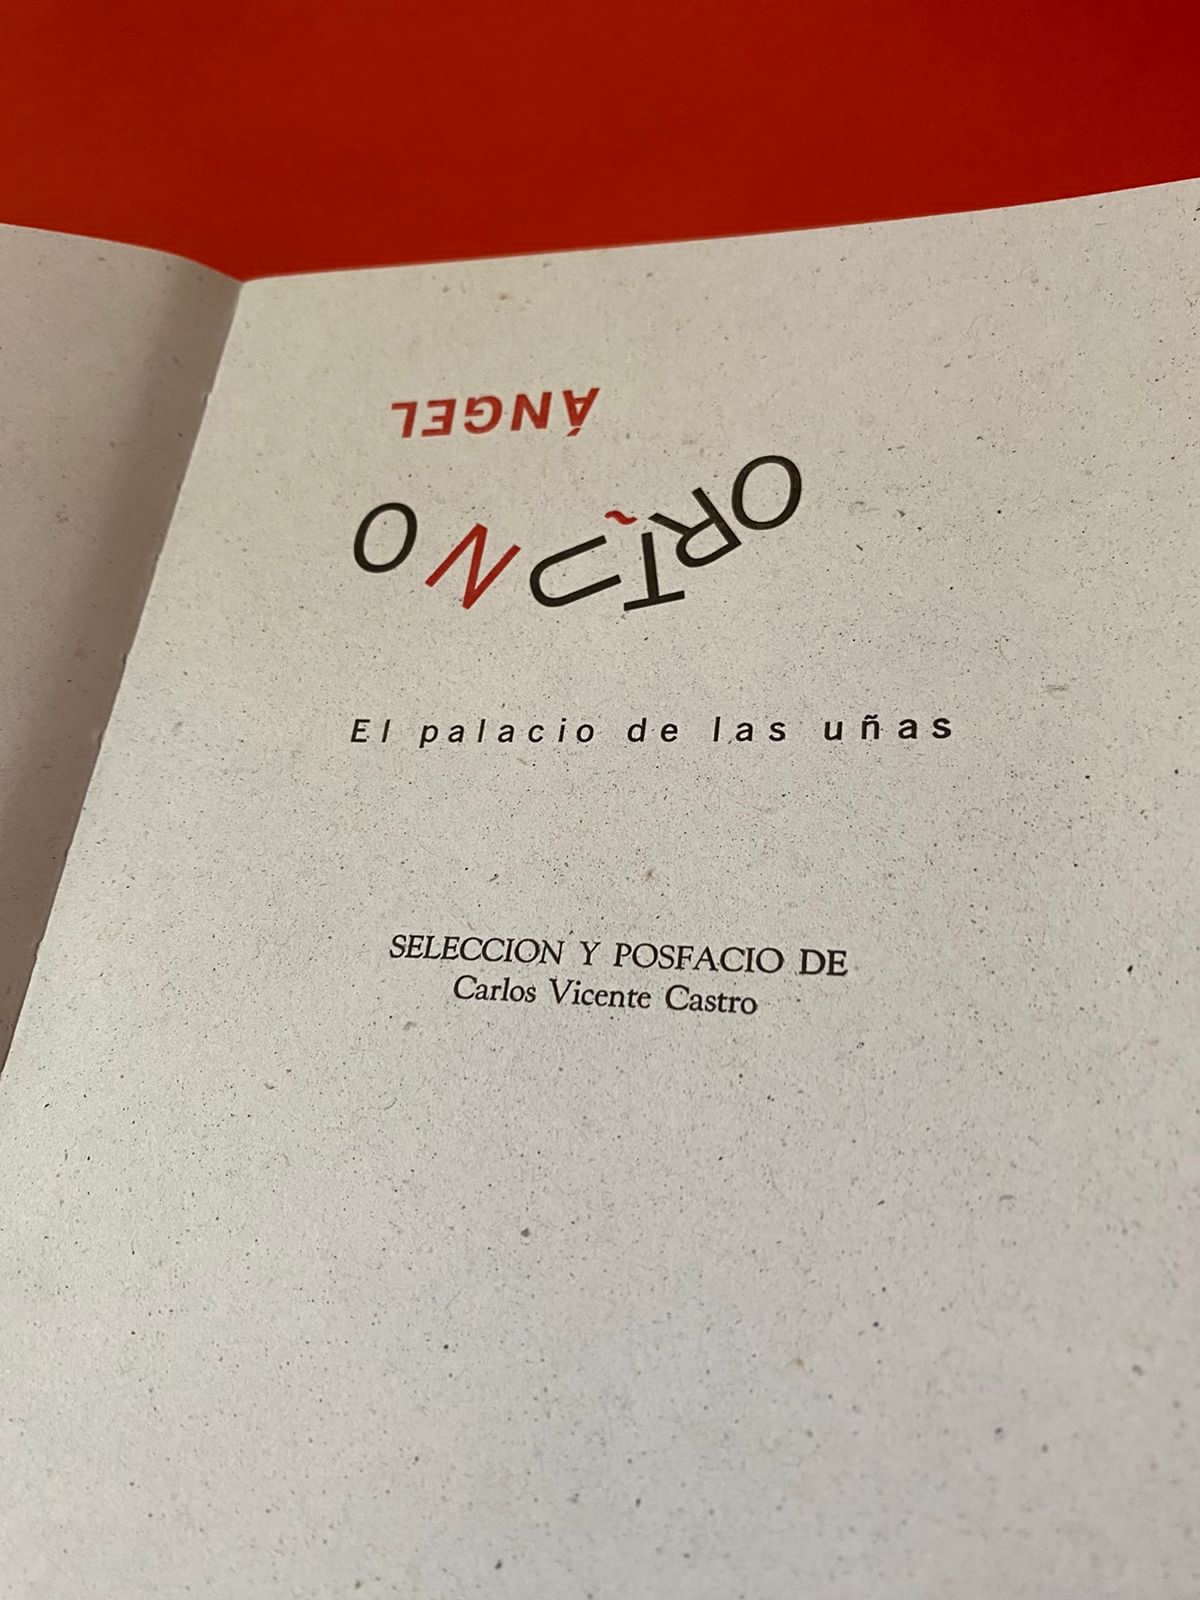 ÁNGEL
ORTUÑO
El palacio de las uñas
SELECCION Y POSFACIO DE
Carlos Vicente Castro